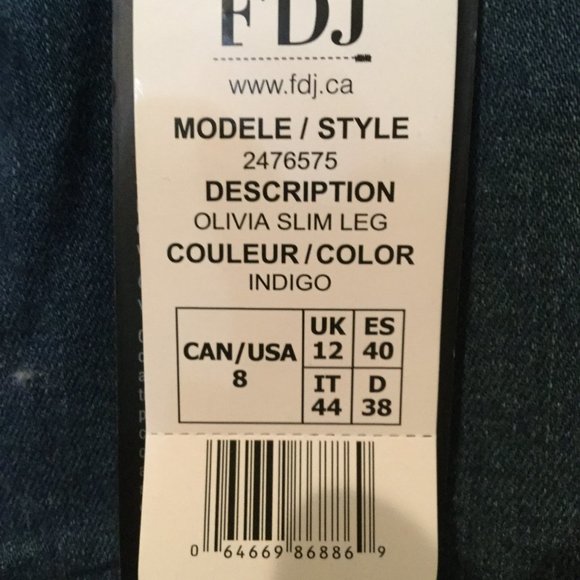 FDJ
www.fdj.ca
MODELE / STYLE
2476575
DESCRIPTION
OLIVIA SLIM LEG
COULEUR/COLOR
INDIGO
CAN/USA
8
UK
12
ES
40
IT
44
D
38
0 64669 86886 9